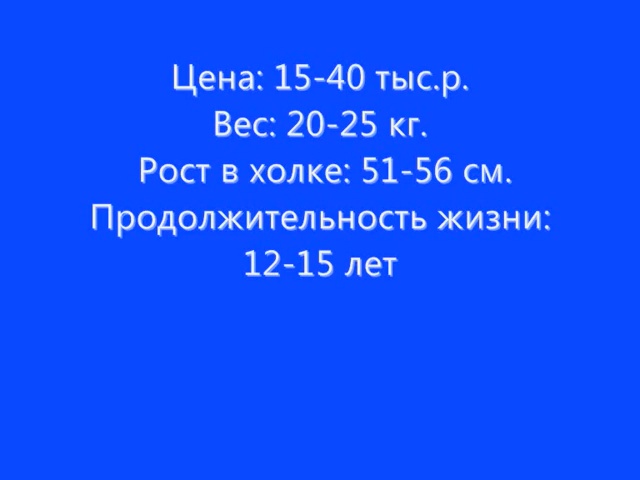 Цена: 15-40 тыс.р.
Вес: 20-25 кг.
Рост в холке: 51-56 см.
Продолжительность жизни:
12-15 лет